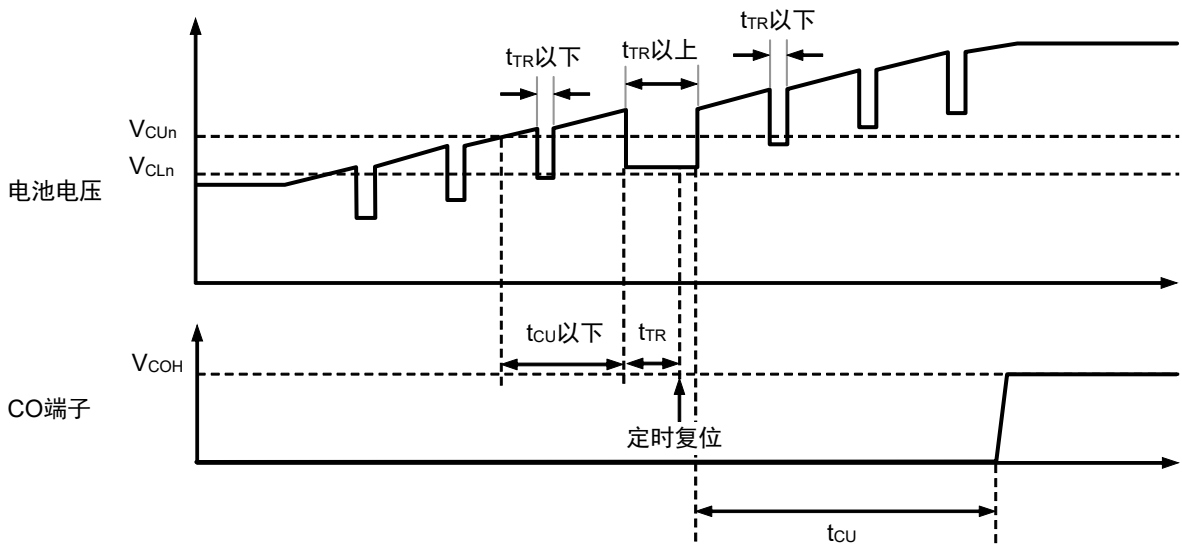 tTR以下
tTR以上
tTR以下
VCUn
VCLn
电池电压
tCU以下
tTR
VCOH
CO端子
定时复位
tCU